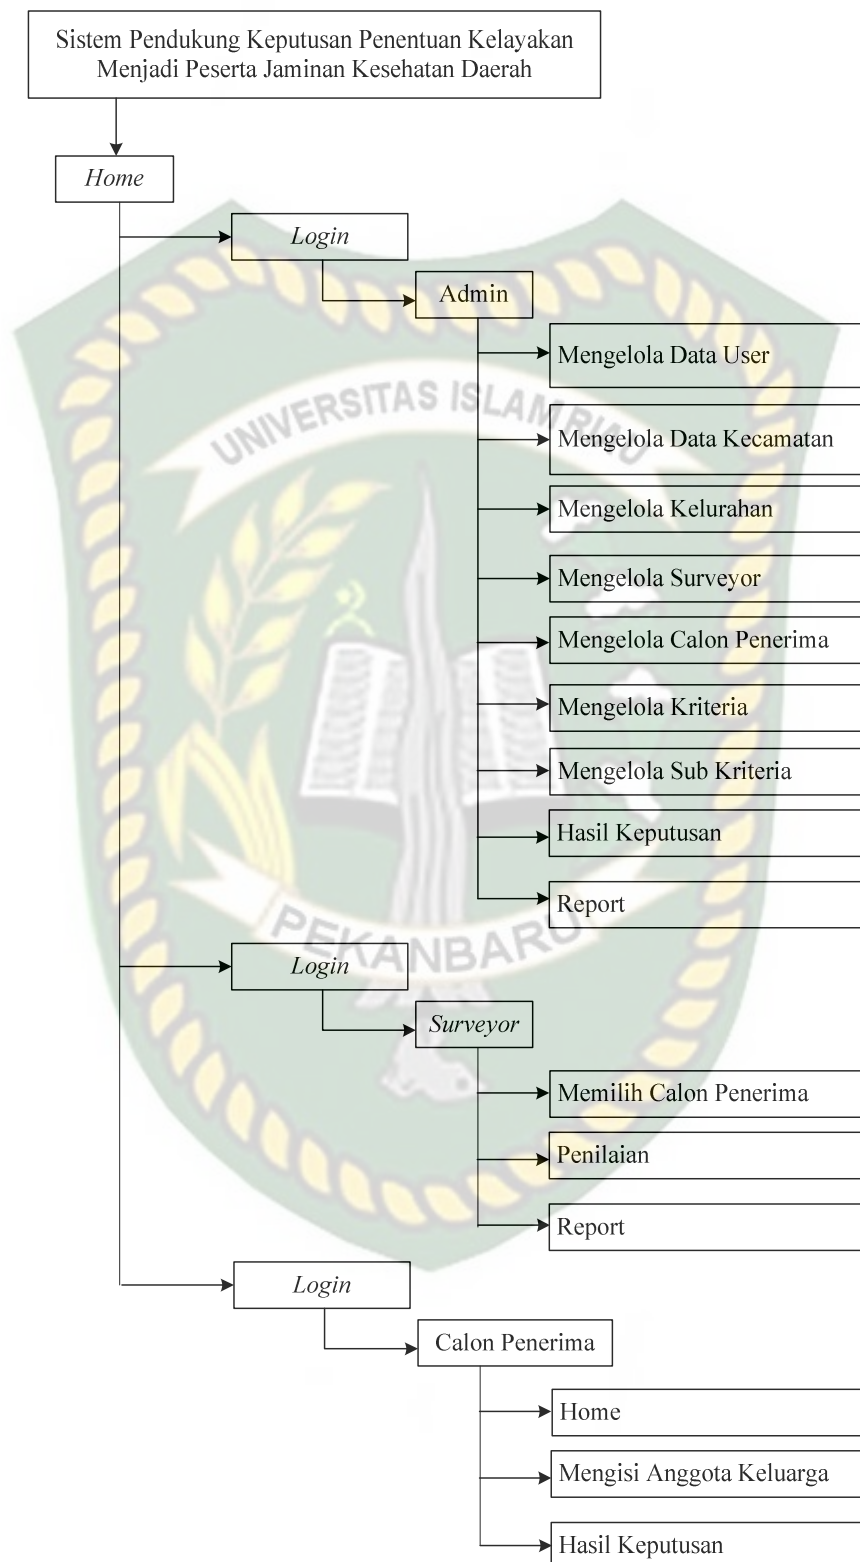 Sistem Pendukung Keputusan Penentuan Kelayakan
Menjadi Peserta Jaminan Kesehatan Daerah
Home
Login
Admin
Mengelola Data User
UNIVERSITAS ISLAM RIAU
Mengelola Data Kecamatan
Mengelola Kelurahan
Mengelola Surveyor
Mengelola Calon Penerima
Mengelola Kriteria
Mengelola Sub Kriteria
Hasil Keputusan
Report
PEKANBARU
Login
Surveyor
Memilih Calon Penerima
Penilaian
Report
Login
Calon Penerima
Home
Mengisi Anggota Keluarga
Hasil Keputusan